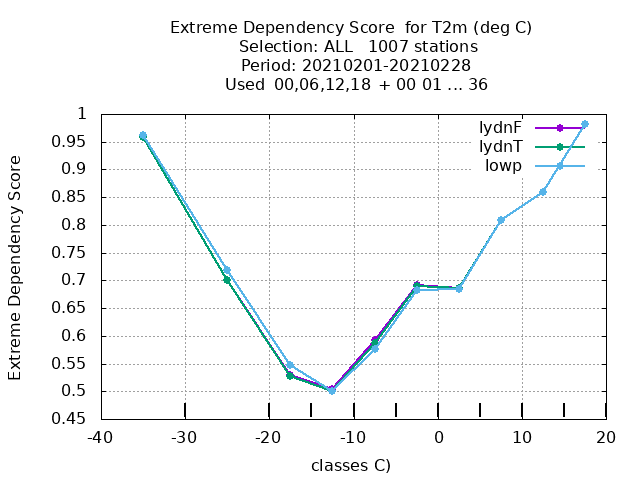 Extreme Dependency Score  for T2m (deg C)
Selection: ALL   1007 stations
Period: 20210201-20210228
Used  00,06,12,18 + 00 01 ... 36
Extreme Dependency Score
1
0.95
0.9
0.85
0.8
0.75
0.7
0.65
0.6
0.55
0.5
0.45
lydnF
lydnT
lowp
-40 -30 -20 -10 0 10 20
classes C)